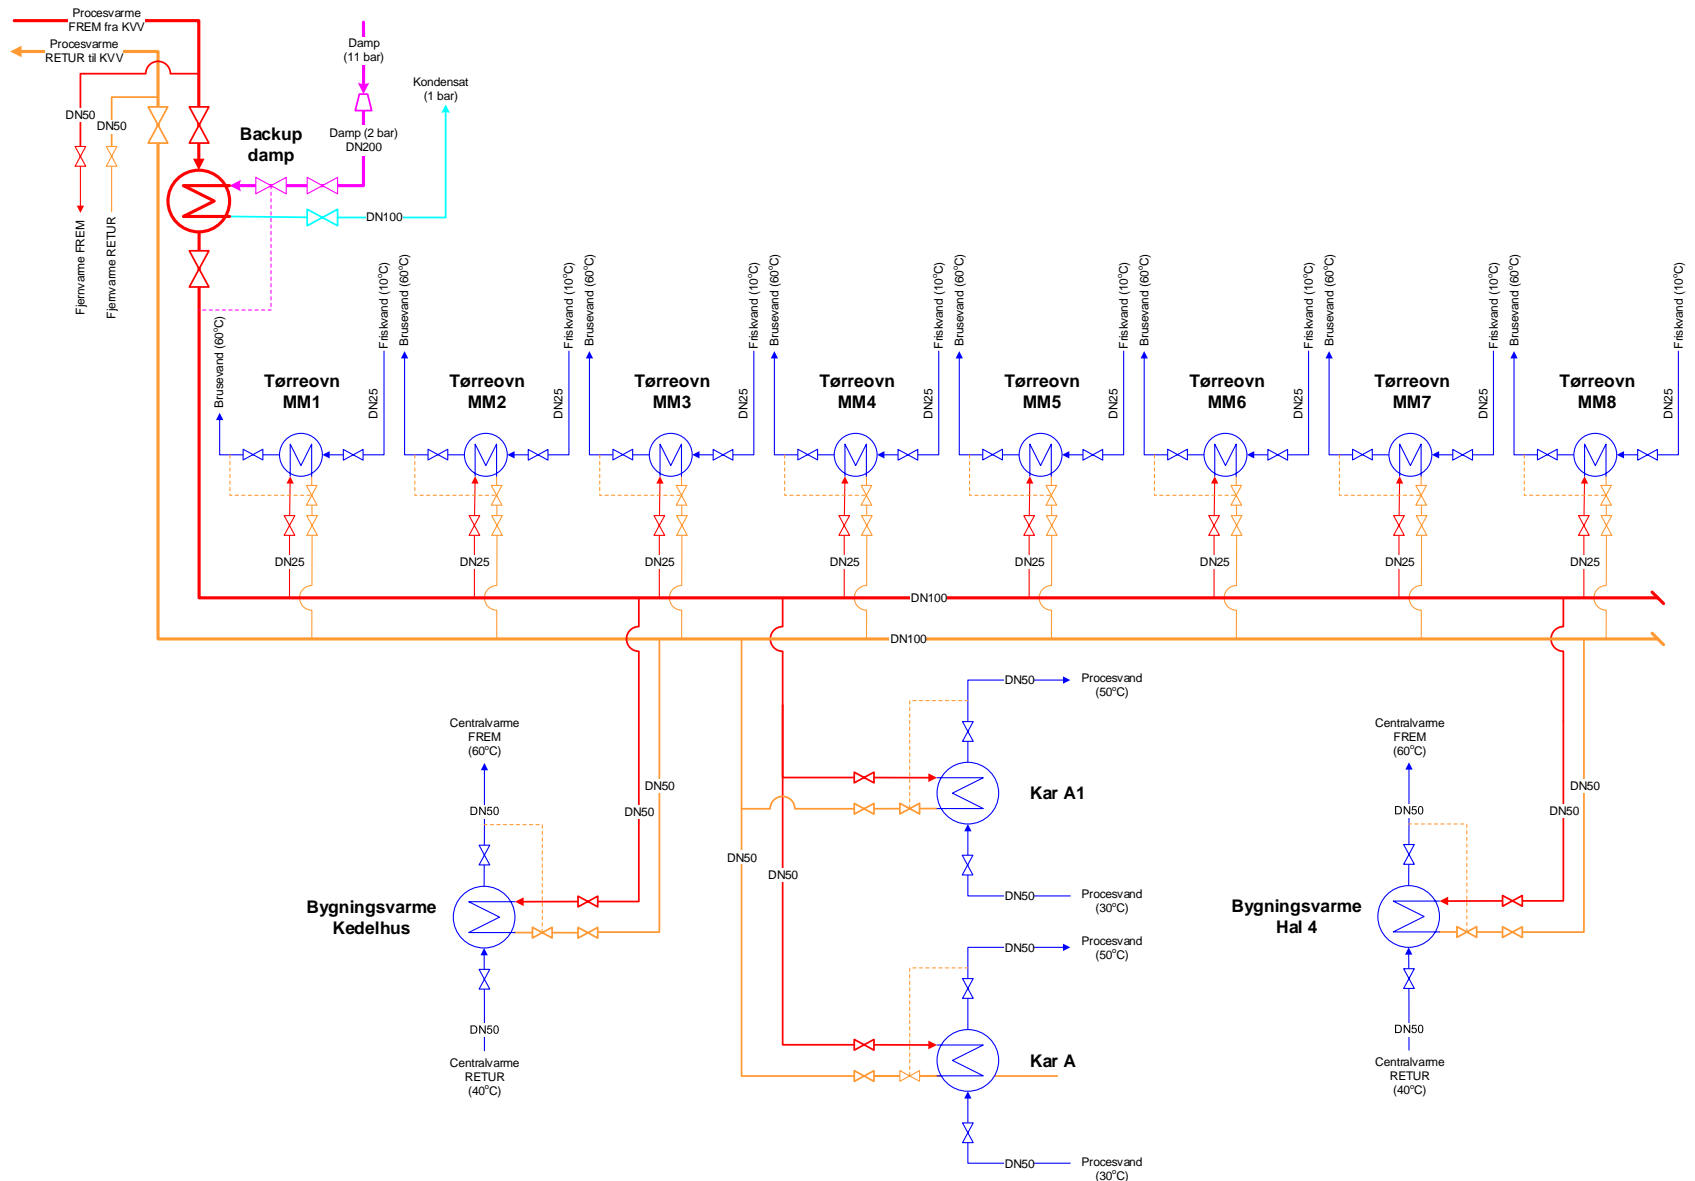 Procesvarme
FREM fra KVV
Procesvarme
RETUR til KVV
DN50
DN50
Fjernvarme FREM
Fjernvarme RETUR
Damp
(11 bar)
Kondensat
(1 bar)
Damp (2 bar)
DN200
Backup
damp
DN100
Brusevand (60°C)
Friskvand (10°C)
Brusevand (60°C)
Friskvand (10°C)
Brusevand (60°C)
Friskvand (10°C)
Brusevand (60°C)
Friskvand (10°C)
Brusevand (60°C)
Friskvand (10°C)
Brusevand (60°C)
Friskvand (10°C)
Brusevand (60°C)
Friskvand (10°C)
Brusevand (60°C)
Friskvand (10°C)
Tørreovn
MM1
DN25
Tørreovn
MM2
DN25
Tørreovn
MM3
DN25
Tørreovn
MM4
DN25
Tørreovn
MM5
DN25
Tørreovn
MM6
DN25
Tørreovn
MM7
DN25
Tørreovn
MM8
DN25
DN25
DN25
DN25
DN25
DN25
DN25
DN25
DN25
DN100
DN100
Centralvarme
FREM
(60°C)
DN50
DN50
DN50
Bygningsvarme
Kedelhus
DN50
Centralvarme
RETUR
(40°C)
DN50
DN50
DN50
Procesvand
(50°C)
Kar A1
DN50
Procesvand
(30°C)
DN50
Procesvand
(50°C)
Kar A
DN50
Procesvand
(30°C)
Centralvarme
FREM
(60°C)
DN50
DN50
DN50
Bygningsvarme
Hal 4
DN50
Centralvarme
RETUR
(40°C)